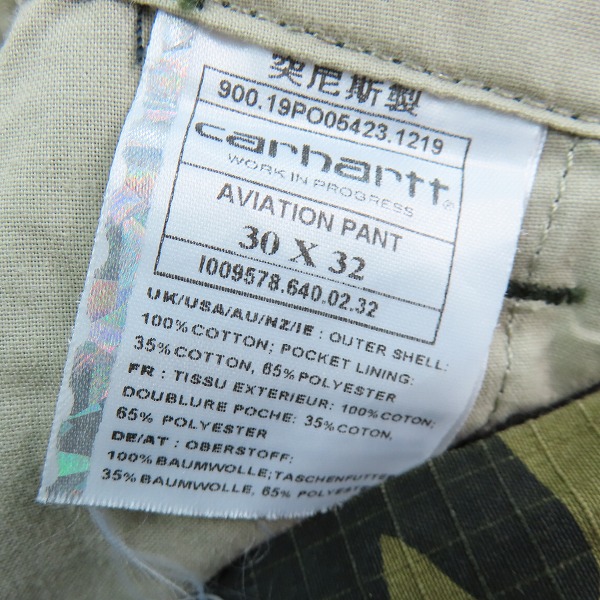 突尼斯製
900.19PO05423.1219
carhartt®
WORK IN PROGRESS
AVIATION PANT
30 X 32
I009578.640.02.32
UK/USA/AU/NZ/IE : OUTER SHELL:
100% COTTON; POCKET LINING:
35% COTTON, 65% POLYESTER
FR : TISSU EXTERIEUR: 100% COTON;
DOUBLURE POCHE: 35% COTON,
65% POLYESTER
DE/AT : OBERSTOFF:
100% BAUMWOLLE; TASCHENFUTTE
35% BAUMWOLLE, 65% POLYES